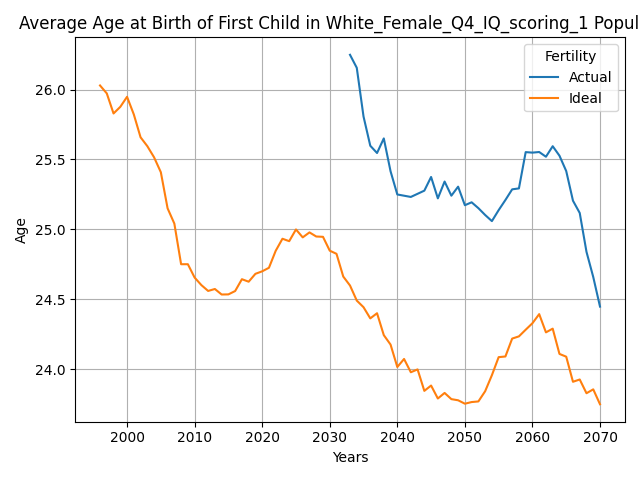 Average Age at Birth of First Child in White_Female_Q4_IQ_scoring_1 Popul
Fertility
Actual
Ideal
26.0
25.5
25.0
24.5
24.0
Age
2000 2010 2020 2030 2040 2050 2060 2070
Years